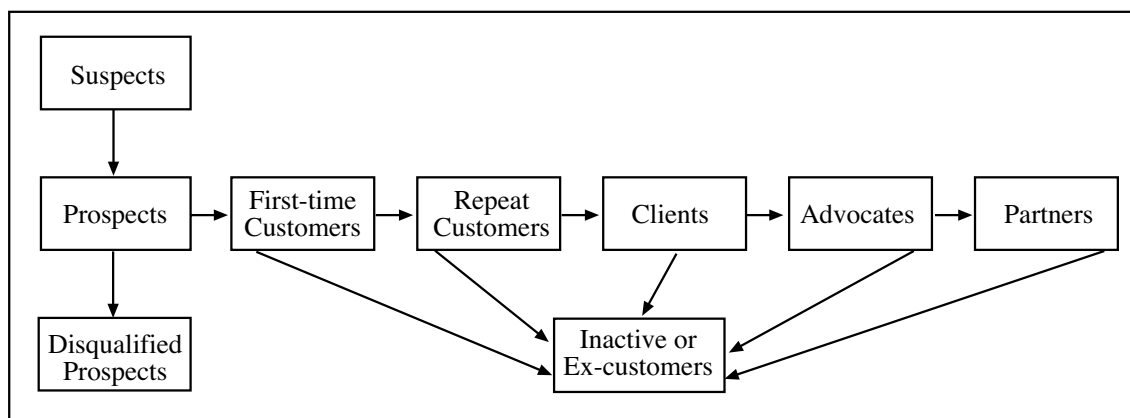 Suspects
Prospects
First-time
Customers
Repeat
Customers
Clients
Advocates
Partners
Disqualified
Prospects
Inactive or
Ex-customers